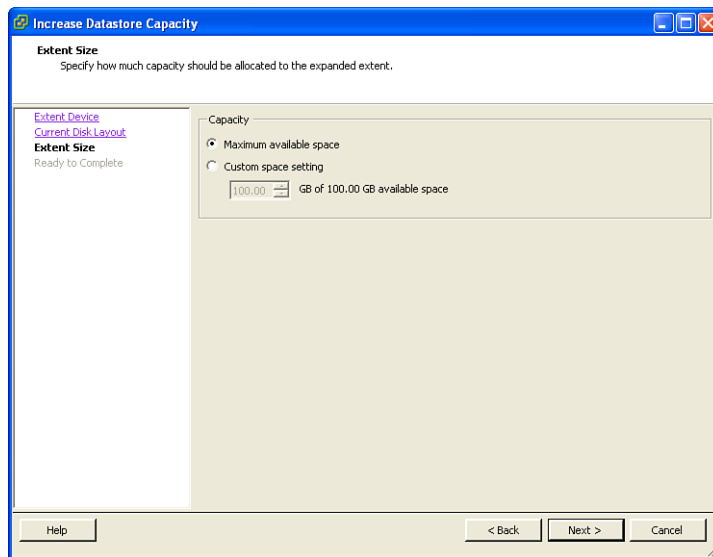 Increase Datastore Capacity
Extent Size
Specify how much capacity should be allocated to the expanded extent.
Extent Device
Current Disk Layout
Extent Size
Ready to Complete
Capacity
Maximum available space
Custom space setting
100.00 GB of 100.00 GB available space
Help < Back Next > Cancel